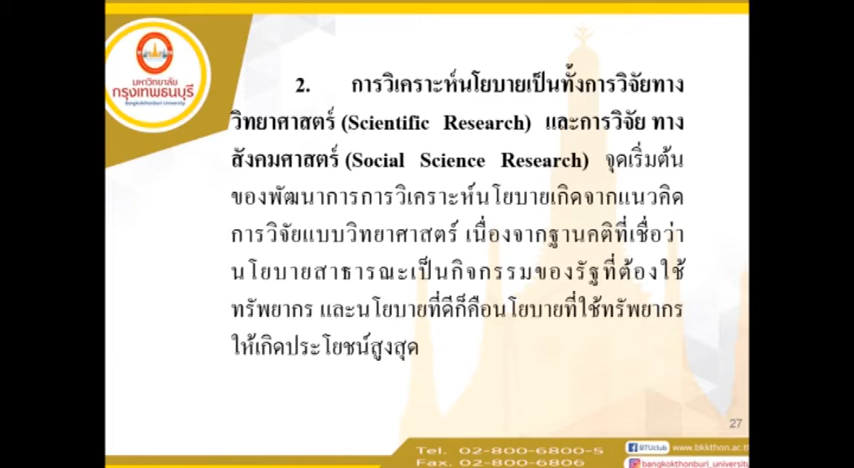 มหาวิทยาลัย
กรุงเทพธนบุรี
Bangkokthonburi University
2. การวิเคราะห์นโยบายเป็นทั้งการวิจัยทาง
วิทยาศาสตร์ (Scientific Research) และการวิจัย ทาง
สังคมศาสตร์ (Social Science Research) จุดเริ่มต้น
ของพัฒนาการการวิเคราะห์นโยบายเกิดจากแนวคิด
การวิจัยแบบวิทยาศาสตร์ เนื่องจากฐานคติที่เชื่อว่า
นโยบายสาธารณะเป็นกิจกรรมของรัฐที่ต้องใช้
ทรัพยากร และนโยบายที่ดีก็คือนโยบายที่ใช้ทรัพยากร
ให้เกิดประโยชน์สูงสุด
27
Tel. 02-800-6800-5 BTUclub www.bkkthon.ac.t
Fax. 02-800-6806 bangkokthonburi_university